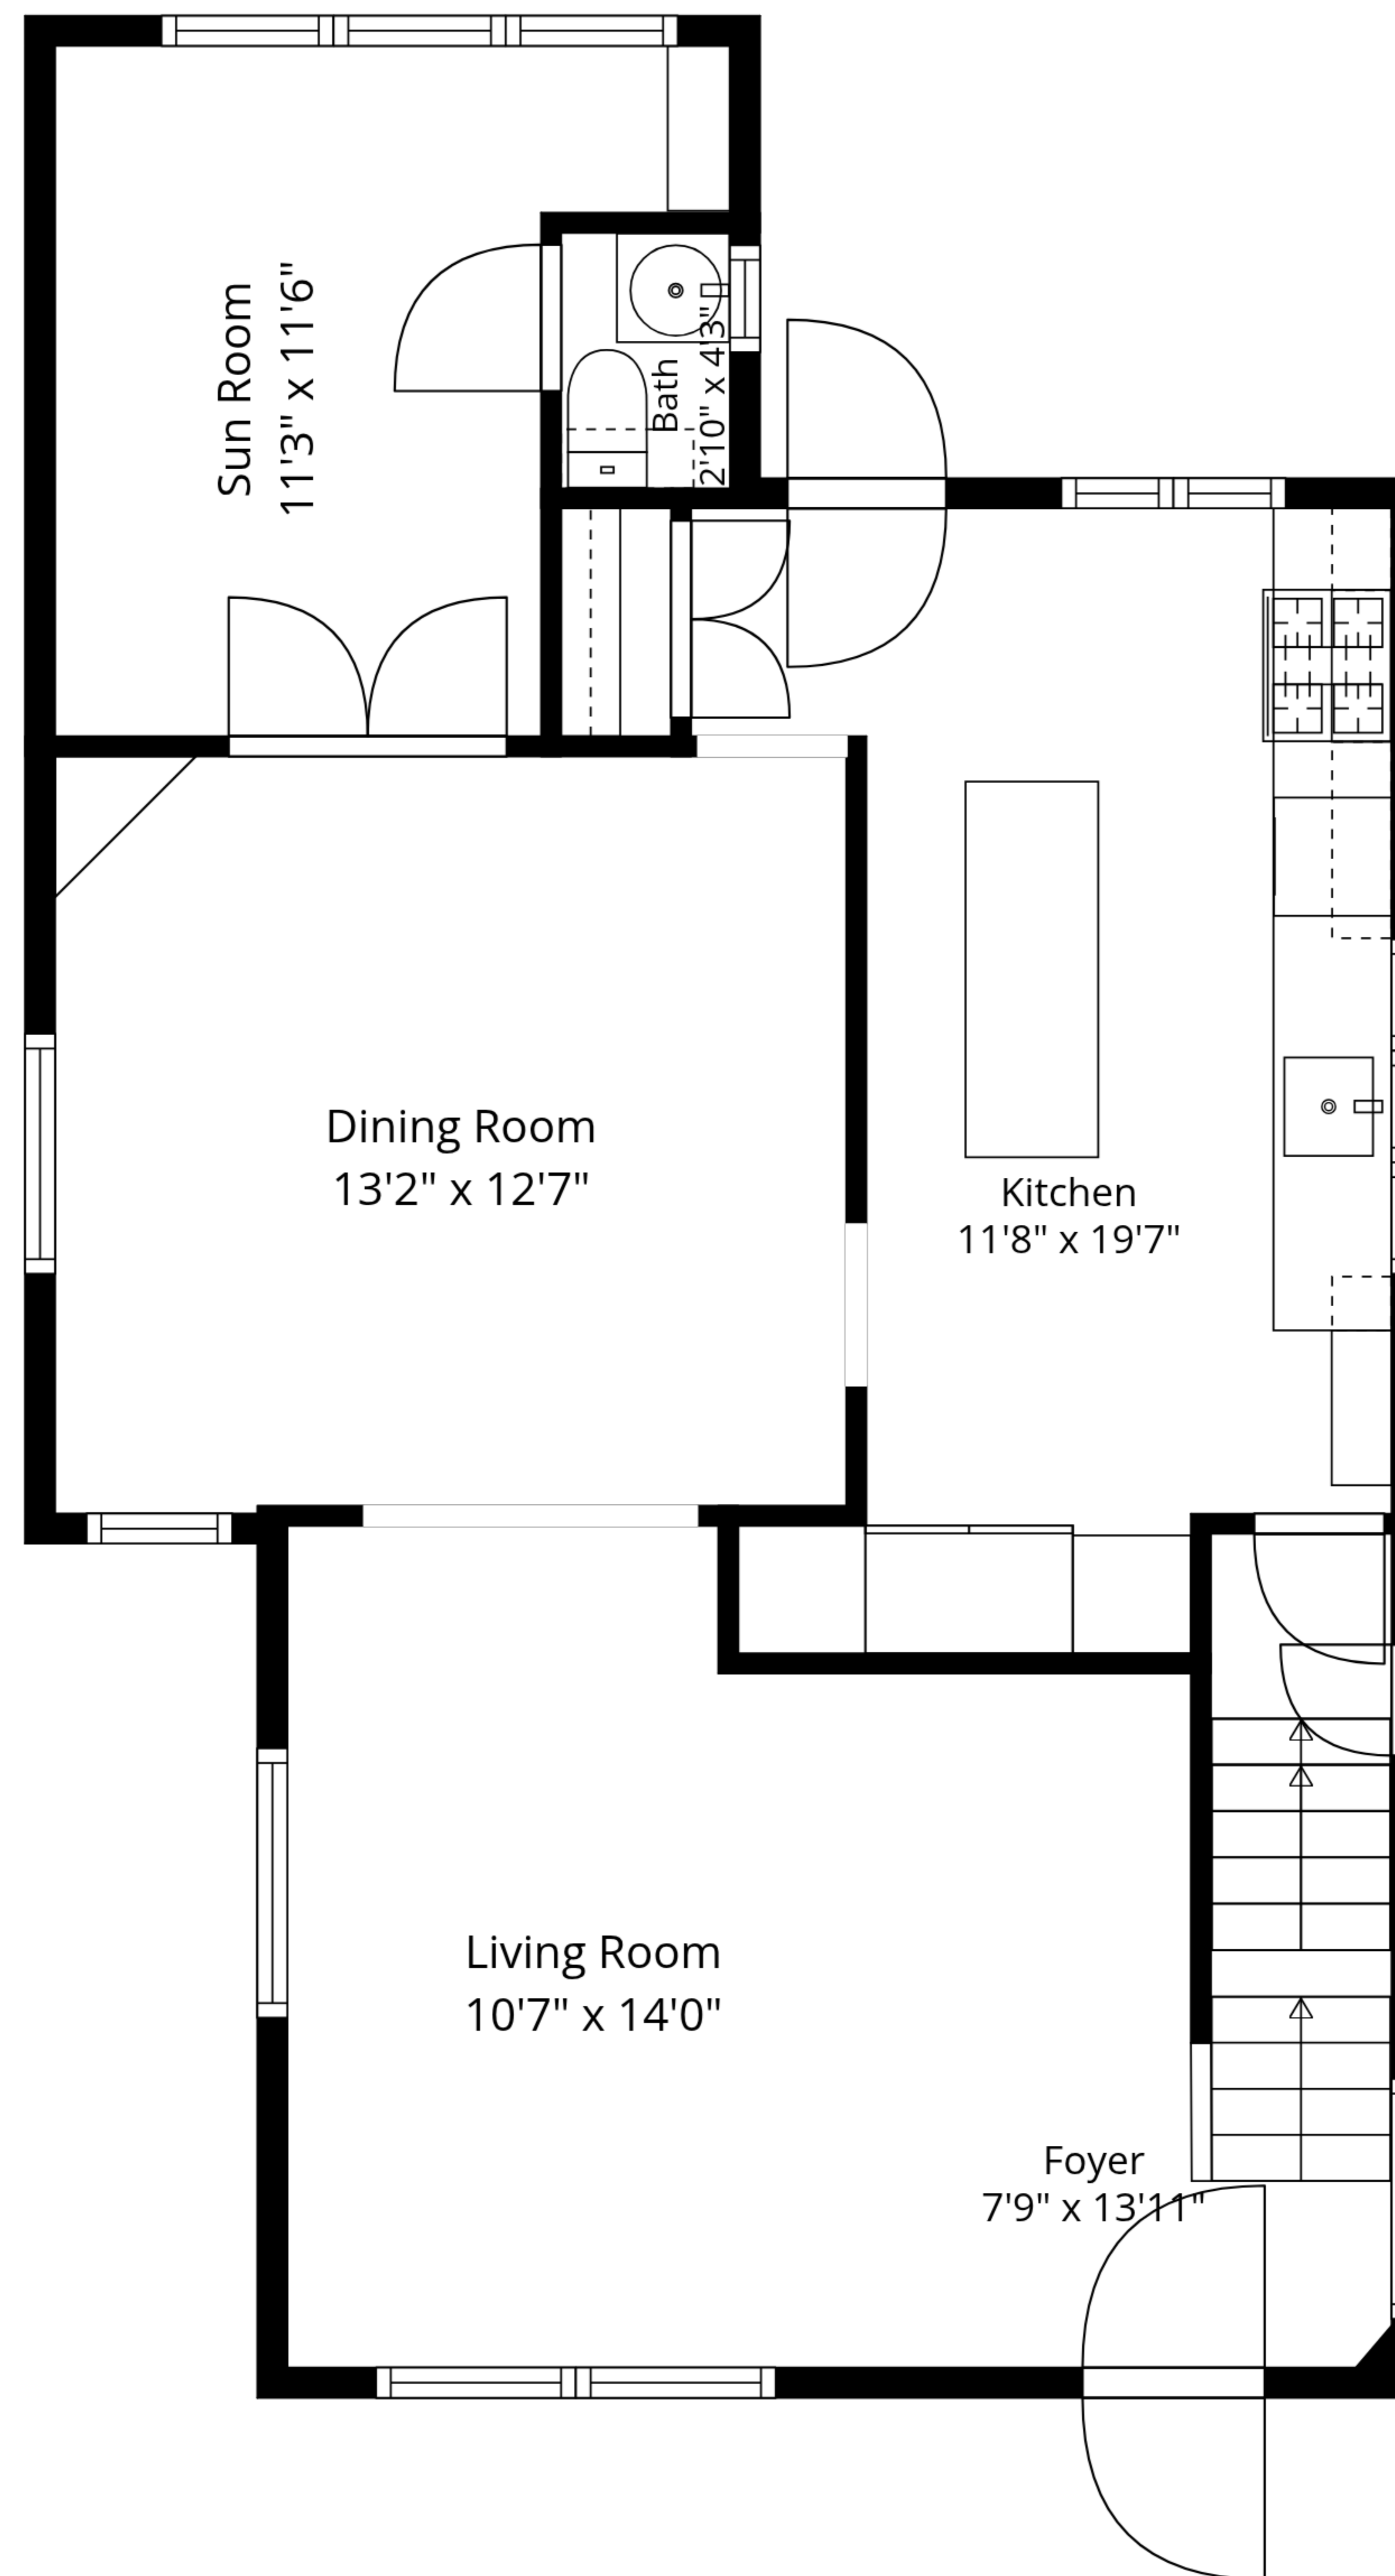 Sun Room
11'3" x 11'6"
Bath
2'10" x 4'3"
Dining Room
13'2" x 12'7"
Kitchen
11'8" x 19'7"
Living Room
10'7" x 14'0"
Foyer
7'9" x 13'11"